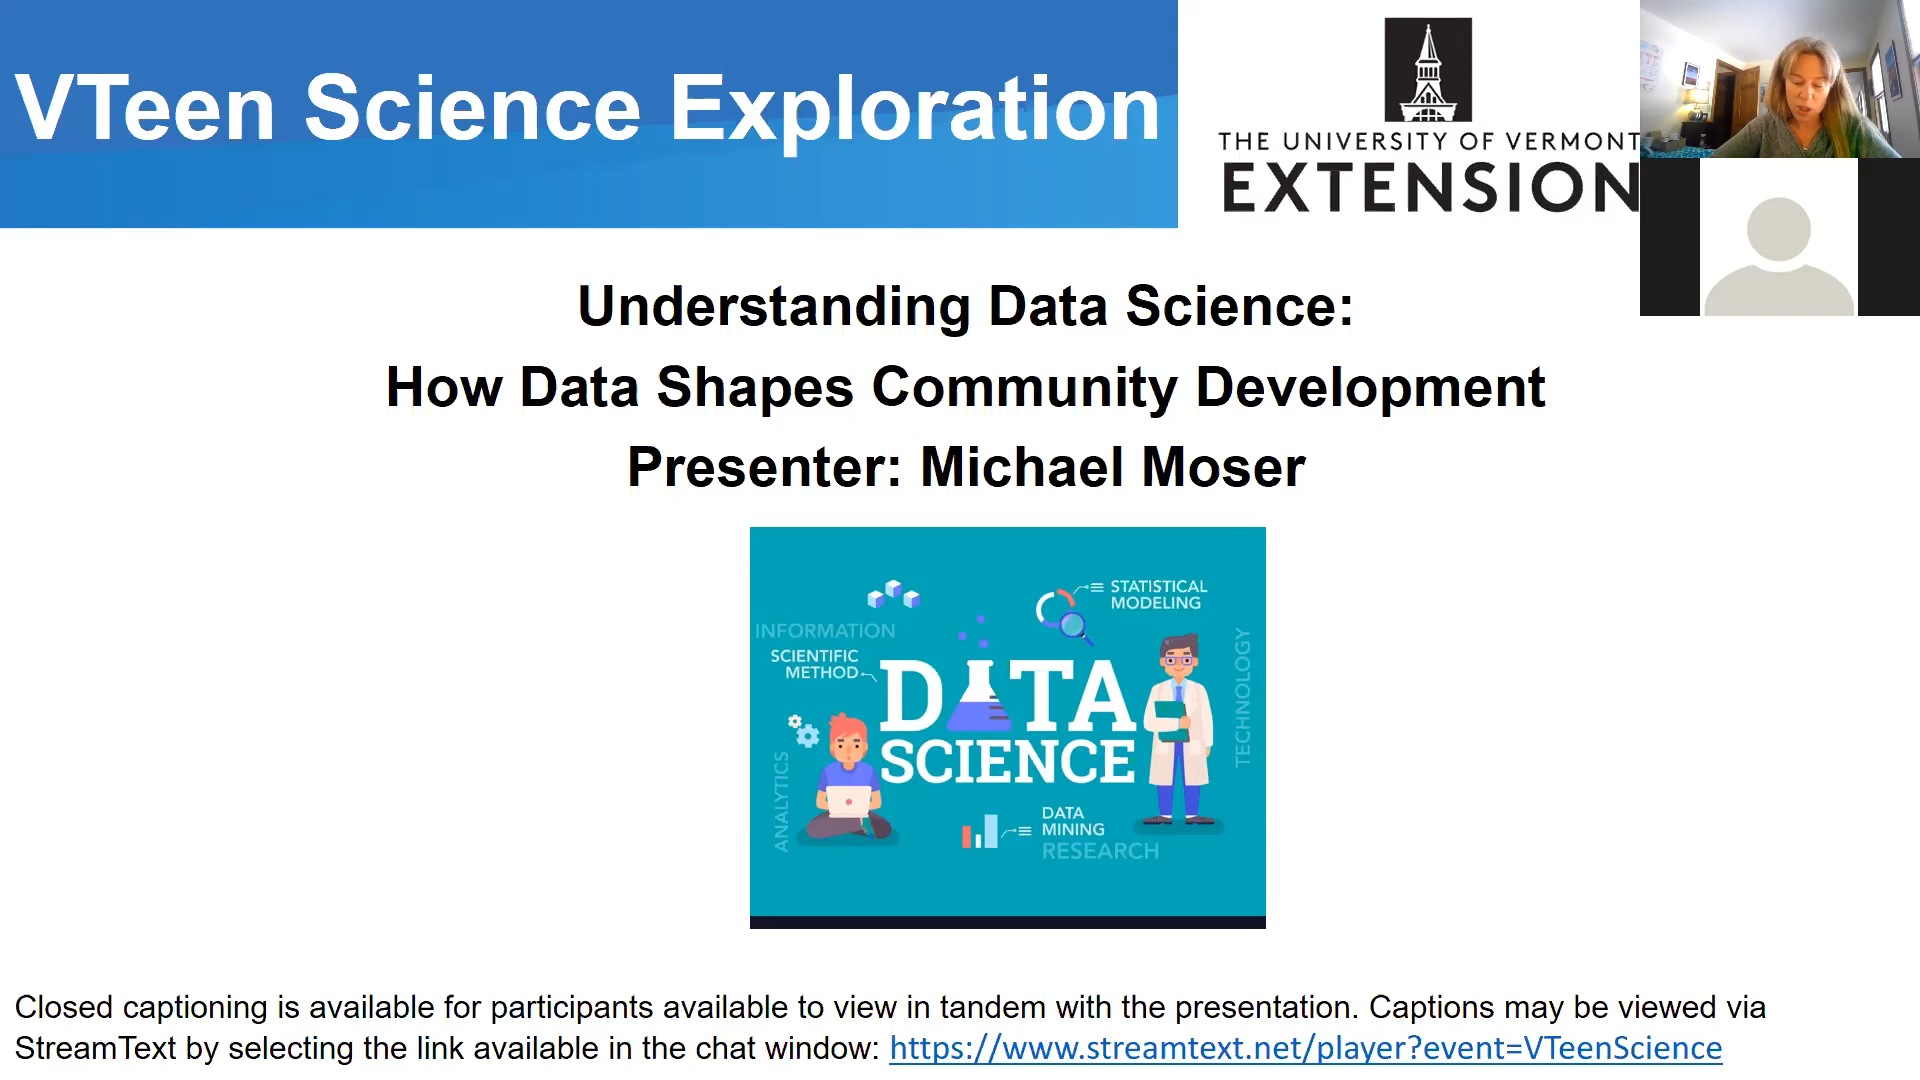 VTeen Science Exploration
THE UNIVERSITY OF VERMONT
EXTENSION
Understanding Data Science:
How Data Shapes Community Development
Presenter: Michael Moser
STATISTICAL
MODELING
INFORMATION
SCIENTIFIC
METHOD
TECHNOLOGY
DATA
SCIENCE
ANALYTICS
DATA
MINING
RESEARCH
Closed captioning is available for participants available to view in tandem with the presentation. Captions may be viewed via
StreamText by selecting the link available in the chat window: https://www.streamtext.net/player?event=VTeenScience